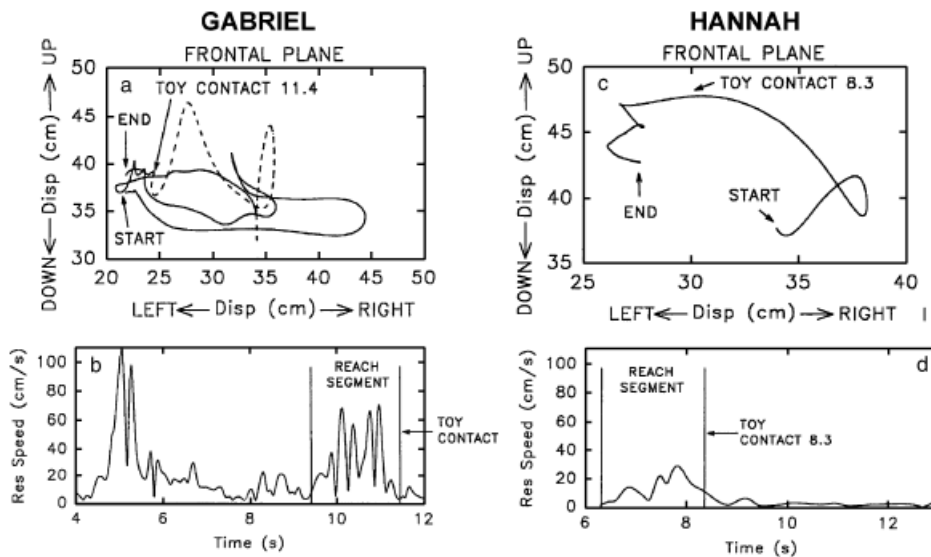 GABRIEL
FRONTAL PLANE
DOWN ← Disp (cm) → UP
50
45
40
35
30
a
TOY CONTACT 11.4
END
START
20 25 30 35 40 45 50
LEFT ← Disp (cm) → RIGHT
Res Speed (cm/s)
100
80
60
40
20
0
b
REACH
SEGMENT
TOY
CONTACT
4 6 8 10 12
Time (s)
HANNAH
FRONTAL PLANE
DOWN ← Disp (cm) → UP
50
45
40
35
c
TOY CONTACT 8.3
START
END
25 30 35 40
LEFT ← Disp (cm) → RIGHT
Res Speed (cm/s)
100
80
60
40
20
0
d
REACH
SEGMENT
TOY
CONTACT 8.3
6 8 10 12
Time (s)